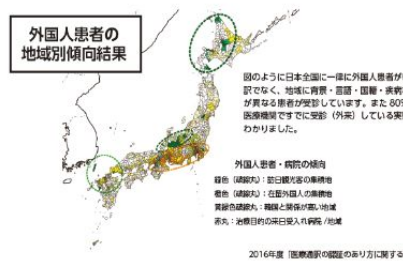 外国人患者の
地域別傾向結果
図のように日本全国に一律に外国人患者が
訳でなく、地域に背景・言語・国籍・疾病
が異なる患者が受診しています。また80
医療機関ですでに受診（外来）している実
わかりました。
外国人患者・病院の傾向
緑色（破線丸）：訪日観光客の集積地
橙色（破線丸）：在留外国人の集積地
黄緑色破線丸：韓国と関係が高い地域
赤丸：治療目的の来日受入れ病院/地域
2016年度「医療通訳の認証のあり方に関する